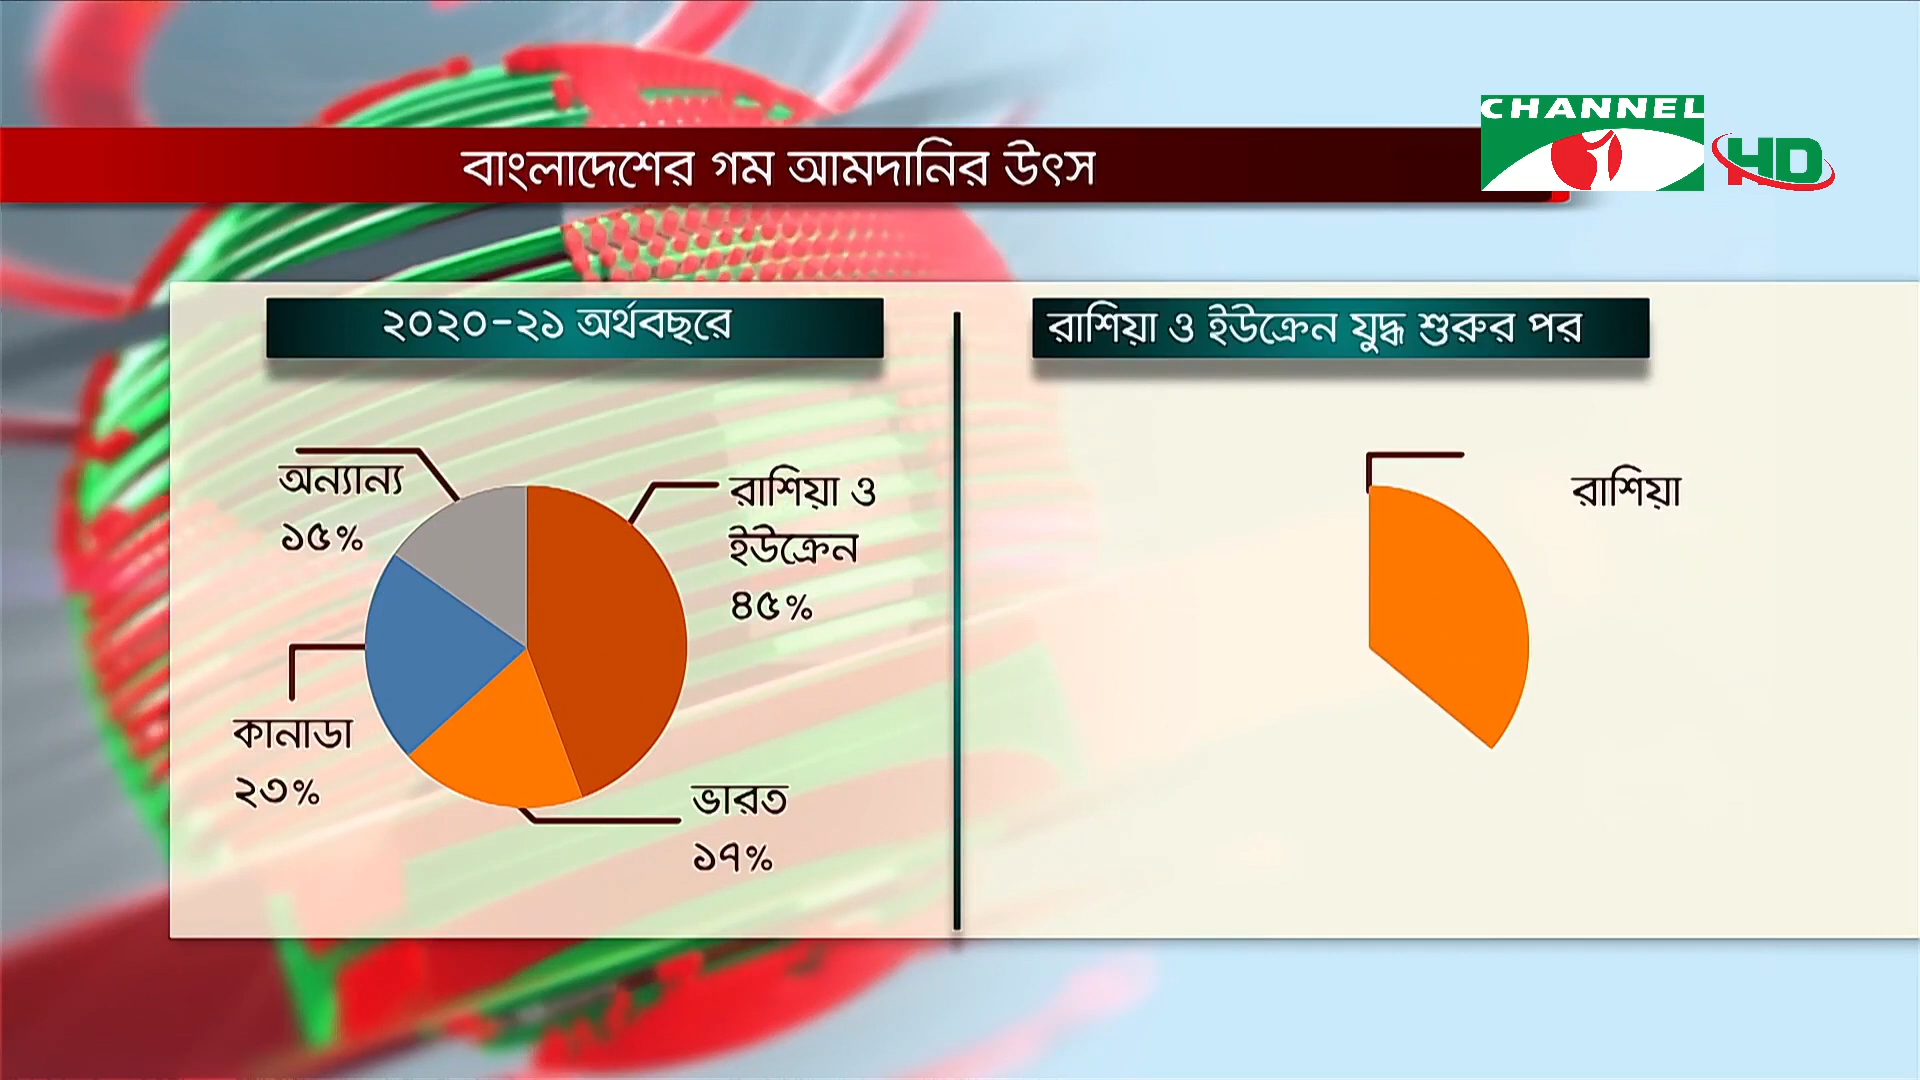 CHANNEL
i
HD
বাংলাদেশের গম আমদানির উৎস
২০২০-২১ অর্থবছরে
অন্যান্য
১৫%
রাশিয়া ও
ইউক্রেন
৪৫%
কানাডা
২৩%
ভারত
১৭%
রাশিয়া ও ইউক্রেন যুদ্ধ শুরুর পর
রাশিয়া